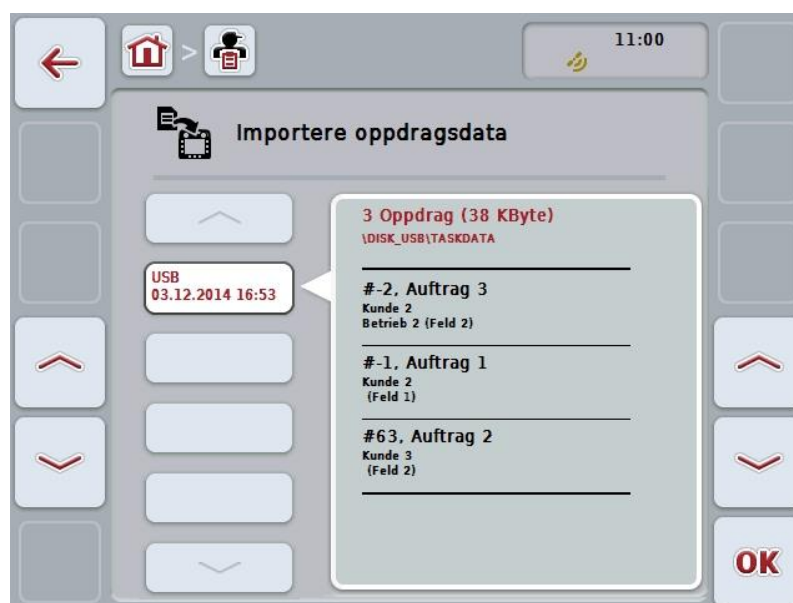 11:00
>
Importere oppdragsdata
3 Oppdrag (38 KByte)
\DISK_USB\TASKDATA
USB
03.12.2014 16:53
#-2, Auftrag 3
Kunde 2
Betrieb 2 (Feld 2)
#-1, Auftrag 1
Kunde 2
(Feld 1)
#63, Auftrag 2
Kunde 3
(Feld 2)
OK